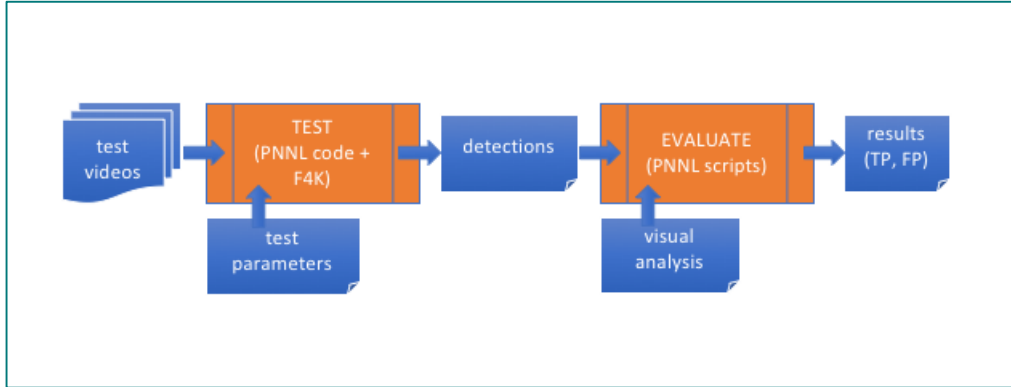 test
videos
TEST
(PNNL code +
F4K)
detections
EVALUATE
(PNNL scripts)
results
(TP, FP)
test
parameters
visual
analysis